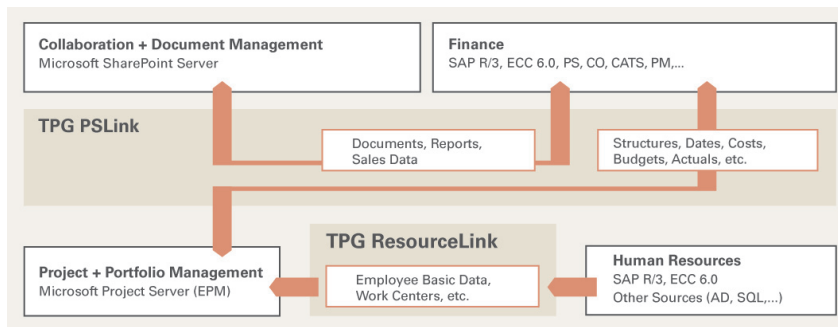 Collaboration + Document Management
Microsoft SharePoint Server
Finance
SAP R/3, ECC 6.0, PS, CO, CATS, PM,...
TPG PSLink
Documents, Reports,
Sales Data
Structures, Dates, Costs,
Budgets, Actuals, etc.
TPG ResourceLink
Project + Portfolio Management
Microsoft Project Server (EPM)
Employee Basic Data,
Work Centers, etc.
Human Resources
SAP R/3, ECC 6.0
Other Sources (AD, SQL,...)